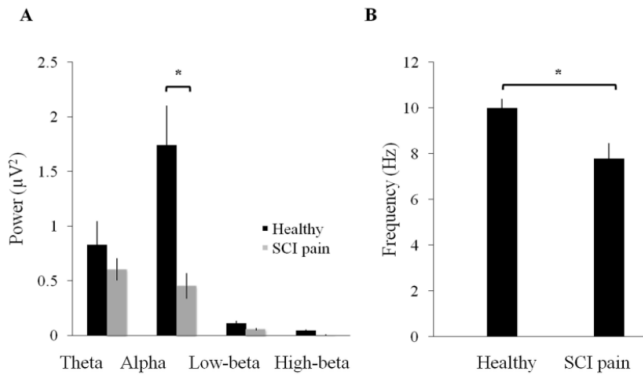 A
*
2.5
2
1.5
1
0.5
0
Power (µV²)
Healthy
SCI pain
Theta Alpha Low-beta High-beta
B
*
12
10
8
6
4
2
0
Frequency (Hz)
Healthy SCI pain